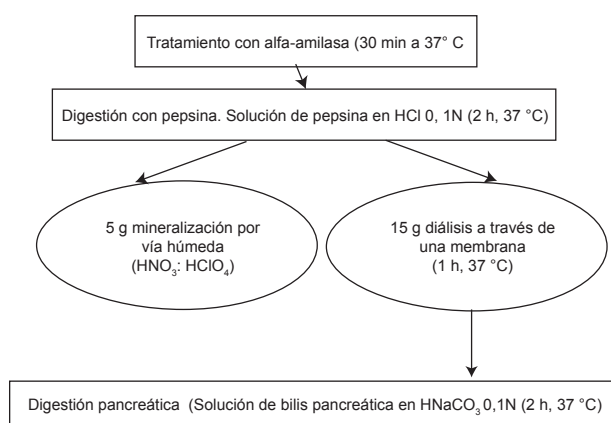 Tratamiento con alfa-amilasa (30 min a 37° C
Digestión con pepsina. Solución de pepsina en HCl 0, 1N (2 h, 37 °C)
5 g mineralización por
vía húmeda
(HNO₃: HClO₄)
15 g diálisis a través de
una membrana
(1 h, 37 °C)
Digestión pancreática (Solución de bilis pancreática en HNaCO₃ 0,1N (2 h, 37 °C)